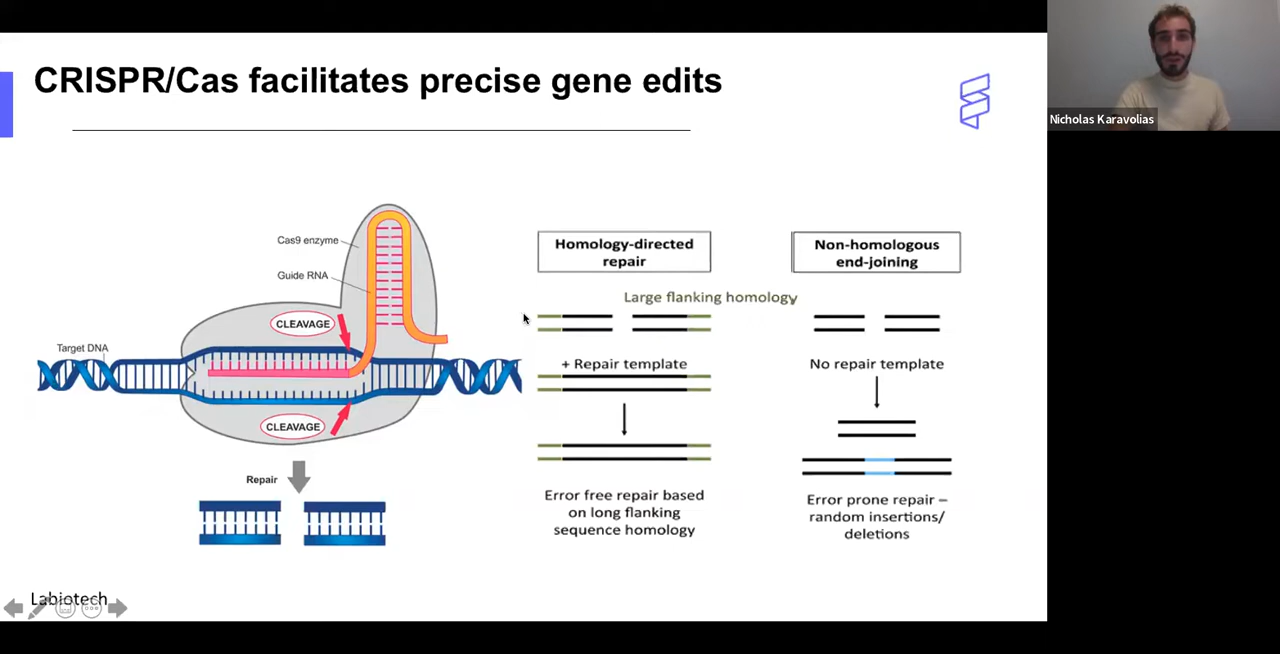 CRISPR/Cas facilitates precise gene edits
Nicholas Karavolias
Cas9 enzyme
Guide RNA
CLEAVAGE
Target DNA
CLEAVAGE
Repair
Homology-directed
repair
Non-homologous
end-joining
Large flanking homology
+ Repair template
No repair template
Error free repair based
on long flanking
sequence homology
Error prone repair –
random insertions/
deletions
Labiotech